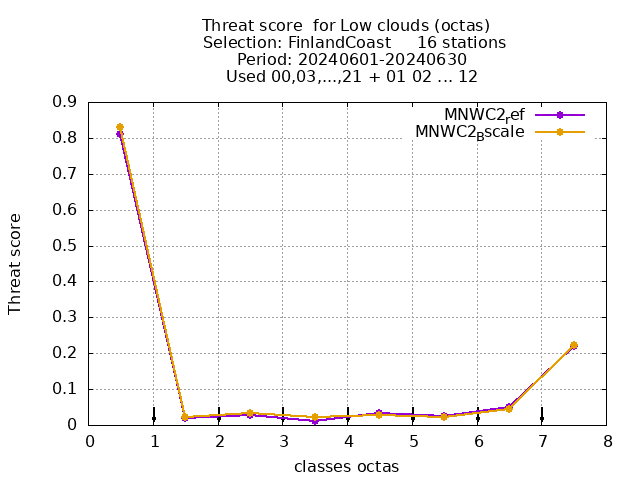 Threat score  for Low clouds (octas)
Selection: FinlandCoast     16 stations
Period: 20240601-20240630
Used 00,03,...,21 + 01 02 ... 12
MNWC2ref
MNWC2Bscale
0.9
0.8
0.7
0.6
0.5
0.4
0.3
0.2
0.1
0
Threat score
0 1 2 3 4 5 6 7 8
classes octas